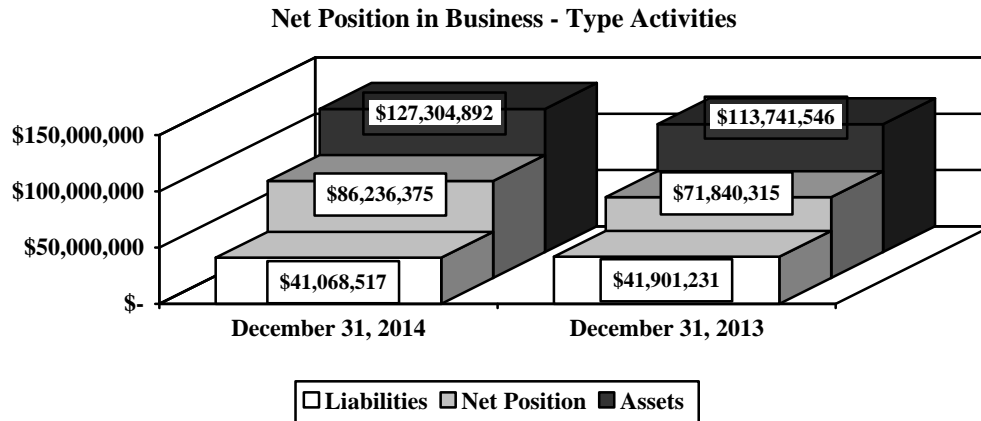 Net Position in Business - Type Activities
$150,000,000
$100,000,000
$50,000,000
$-
$127,304,892
$86,236,375
$41,068,517
$113,741,546
$71,840,315
$41,901,231
December 31, 2014
December 31, 2013
Liabilities Net Position Assets